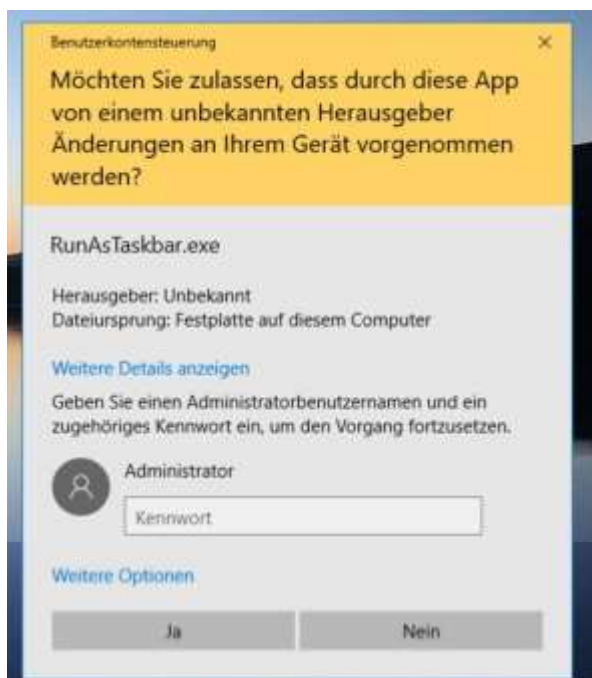 Benutzerkontensteuerung
Möchten Sie zulassen, dass durch diese App
von einem unbekannten Herausgeber
Änderungen an Ihrem Gerät vorgenommen
werden?
RunAsTaskbar.exe
Herausgeber: Unbekannt
Dateiursprung: Festplatte auf diesem Computer
Weitere Details anzeigen
Geben Sie einen Administratorbenutzernamen und ein
zugehöriges Kennwort ein, um den Vorgang fortzusetzen.
Administrator
Kennwort
Weitere Optionen
Ja
Nein